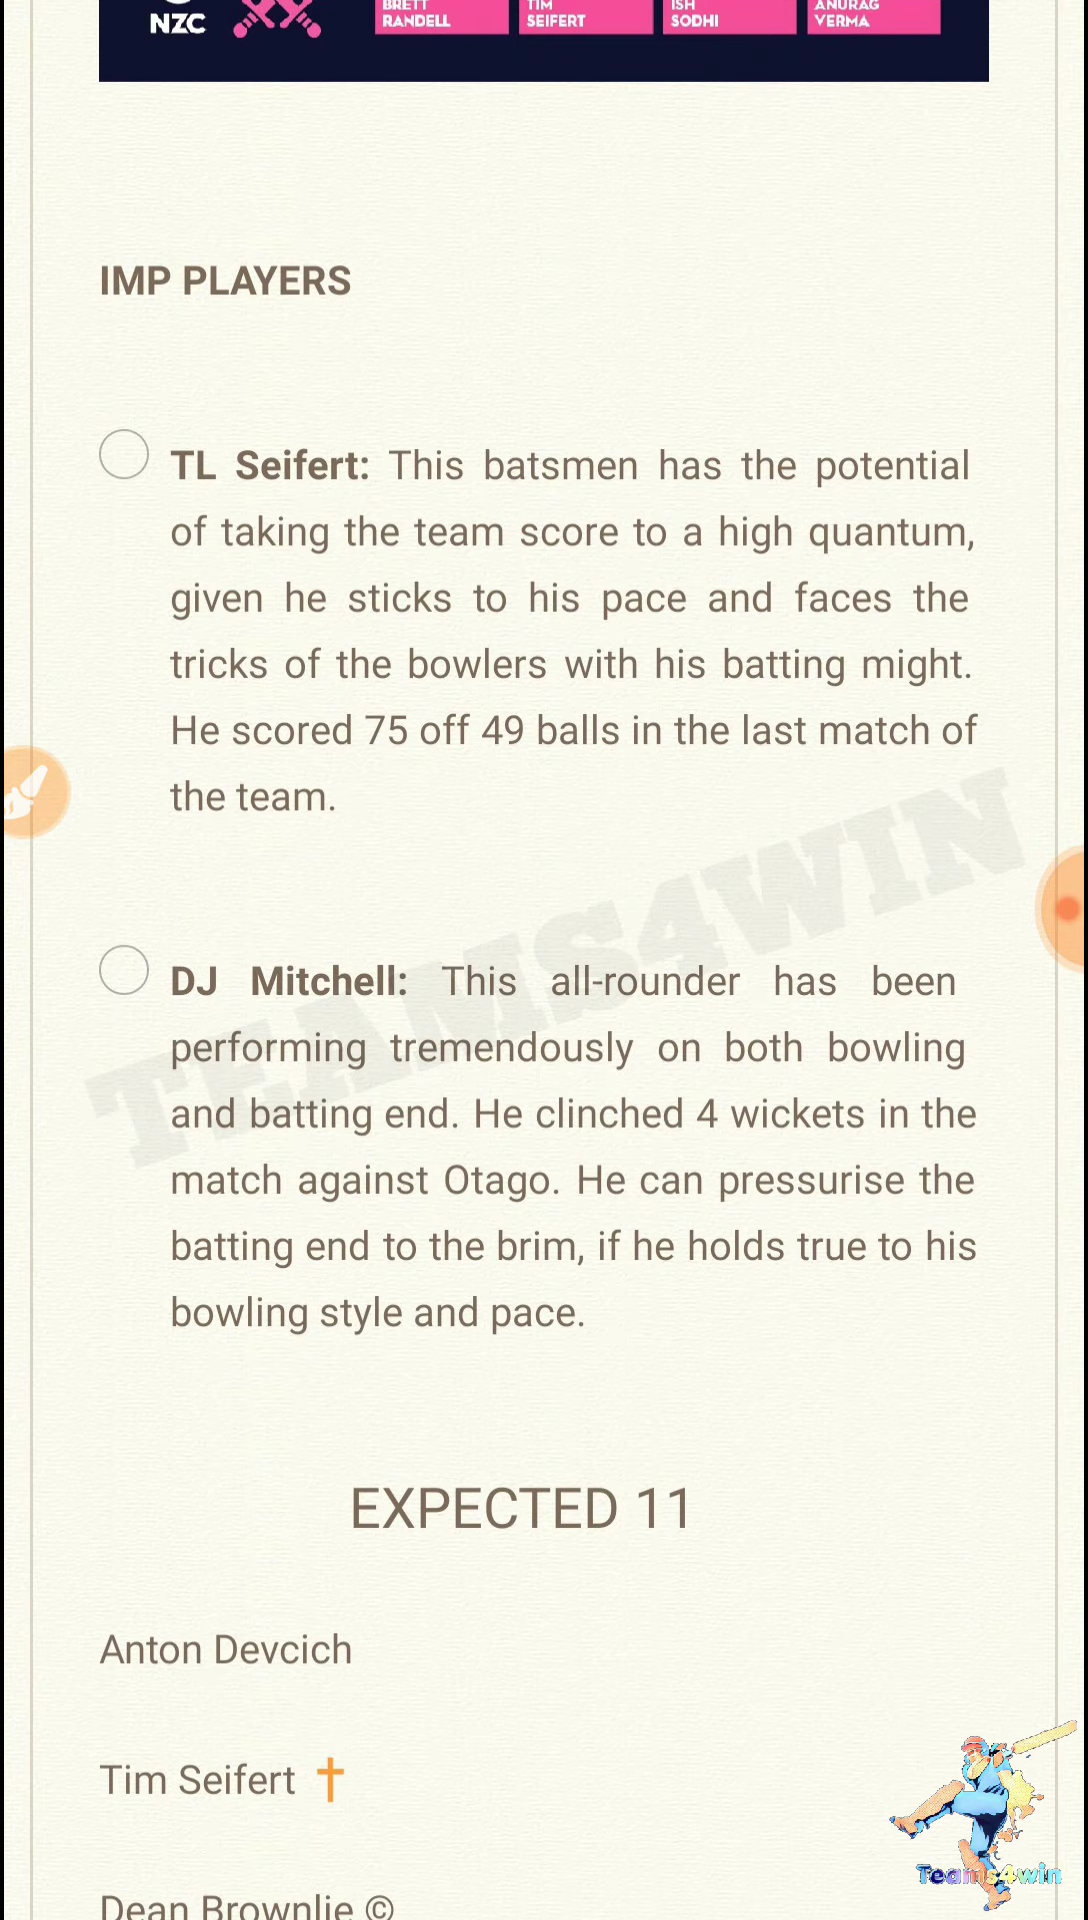 BRETT TIM ISH ANURAG
NZC RANDELL SEIFERT SODHI VERMA
IMP PLAYERS
TL Seifert: This batsmen has the potential
of taking the team score to a high quantum,
given he sticks to his pace and faces the
tricks of the bowlers with his batting might.
He scored 75 off 49 balls in the last match of
the team.
TEAMS4WIN
DJ Mitchell: This all-rounder has been
performing tremendously on both bowling
and batting end. He clinched 4 wickets in the
match against Otago. He can pressurise the
batting end to the brim, if he holds true to his
bowling style and pace.
EXPECTED 11
Anton Devcich
Tim Seifert †
Teams4win
Dean Brownlie ©